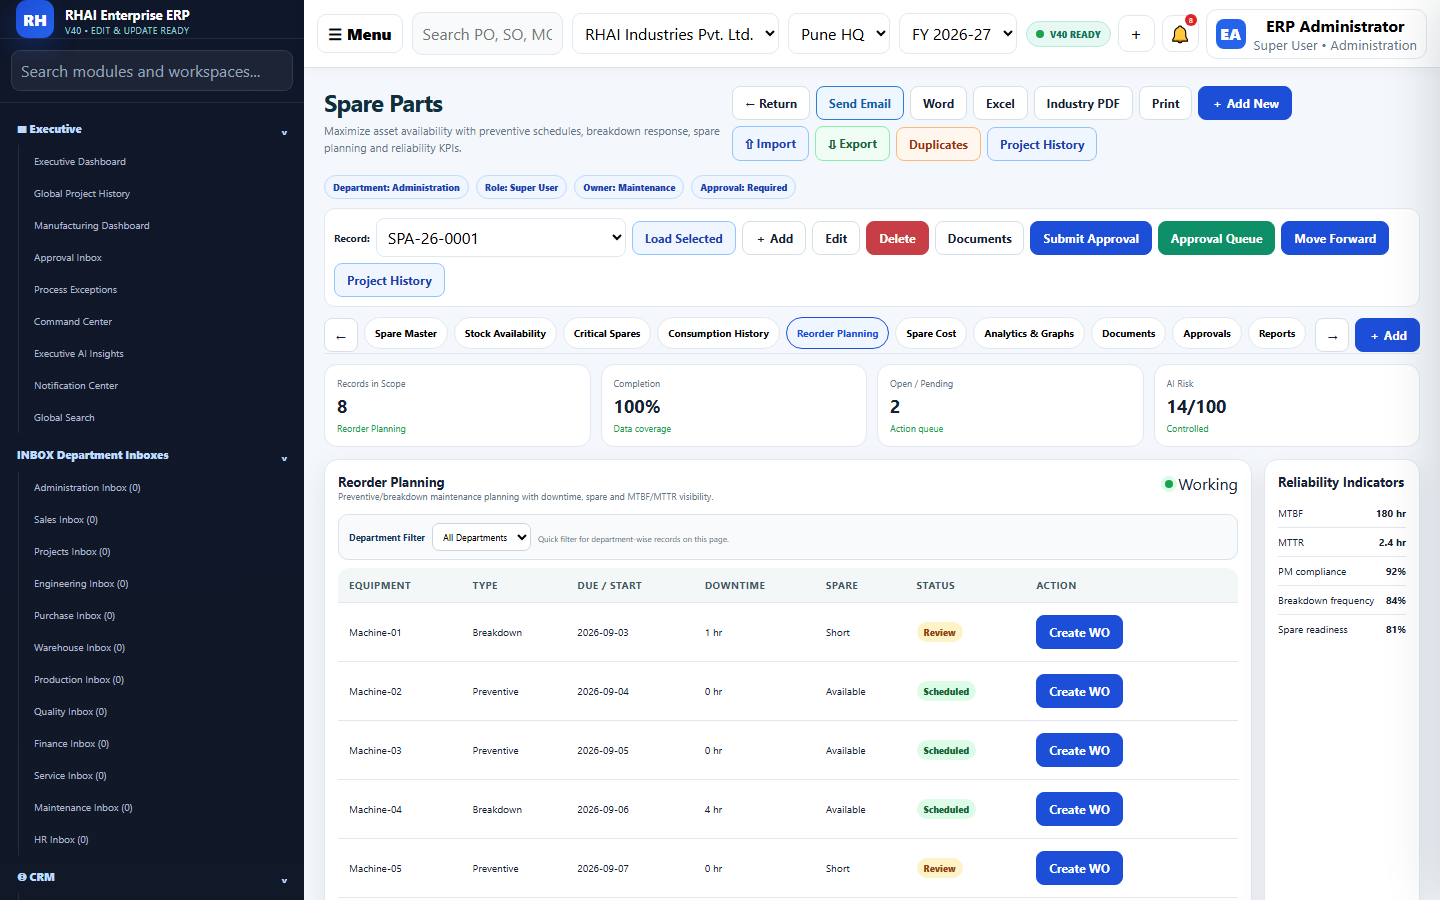 RH
RHAI Enterprise ERP
V40 • EDIT & UPDATE READY
Search modules and workspaces...
Executive
Executive Dashboard
Global Project History
Manufacturing Dashboard
Approval Inbox
Process Exceptions
Command Center
Executive AI Insights
Notification Center
Global Search
INBOX Department Inboxes
Administration Inbox (0)
Sales Inbox (0)
Projects Inbox (0)
Engineering Inbox (0)
Purchase Inbox (0)
Warehouse Inbox (0)
Production Inbox (0)
Quality Inbox (0)
Finance Inbox (0)
Service Inbox (0)
Maintenance Inbox (0)
HR Inbox (0)
CRM
☰ Menu
Search PO, SO, MO
RHAI Industries Pvt. Ltd.
Pune HQ
FY 2026-27
V40 READY
+
8
EA
ERP Administrator
Super User • Administration
Spare Parts
Maximize asset availability with preventive schedules, breakdown response, spare
planning and reliability KPIs.
← Return
Send Email
Word
Excel
Industry PDF
Print
+ Add New
⇧ Import
⇩ Export
Duplicates
Project History
Department: Administration
Role: Super User
Owner: Maintenance
Approval: Required
Record:
SPA-26-0001
Load Selected
+ Add
Edit
Delete
Documents
Submit Approval
Approval Queue
Move Forward
Project History
←
Spare Master
Stock Availability
Critical Spares
Consumption History
Reorder Planning
Spare Cost
Analytics & Graphs
Documents
Approvals
Reports
→
+ Add
Records in Scope
8
Reorder Planning
Completion
100%
Data coverage
Open / Pending
2
Action queue
AI Risk
14/100
Controlled
Reorder Planning
Preventive/breakdown maintenance planning with downtime, spare and MTBF/MTTR visibility.
Working
Department Filter
All Departments
Quick filter for department-wise records on this page.
EQUIPMENT TYPE DUE / START DOWNTIME SPARE STATUS ACTION
Machine-01 Breakdown 2026-09-03 1 hr Short Review Create WO
Machine-02 Preventive 2026-09-04 0 hr Available Scheduled Create WO
Machine-03 Preventive 2026-09-05 0 hr Available Scheduled Create WO
Machine-04 Breakdown 2026-09-06 4 hr Available Scheduled Create WO
Machine-05 Preventive 2026-09-07 0 hr Short Review Create WO
Reliability Indicators
MTBF 180 hr
MTTR 2.4 hr
PM compliance 92%
Breakdown frequency 84%
Spare readiness 81%